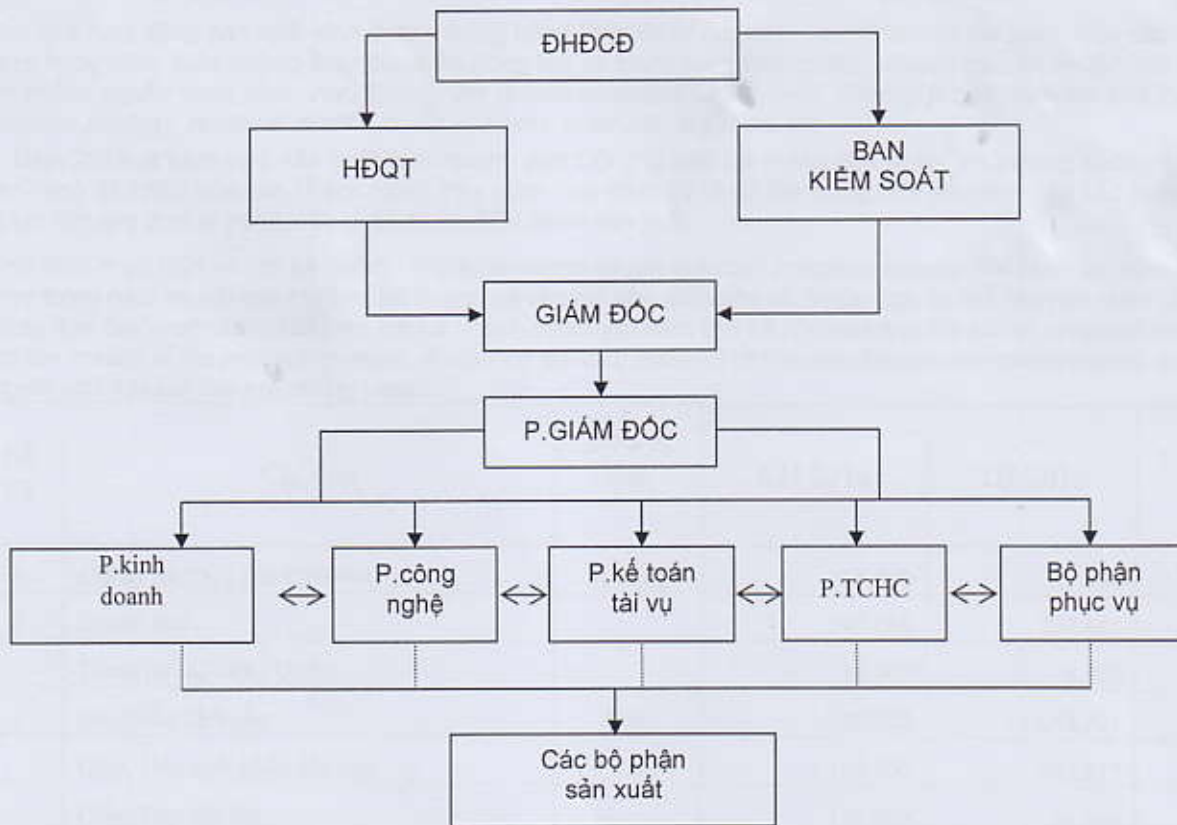 ĐHĐCĐ
HĐQT
BAN
KIỂM SOÁT
GIÁM ĐỐC
P.GIÁM ĐỐC
P.kinh
doanh
P.công
nghệ
P.kế toán
tài vụ
P.TCHC
Bộ phận
phục vụ
Các bộ phận
sản xuất